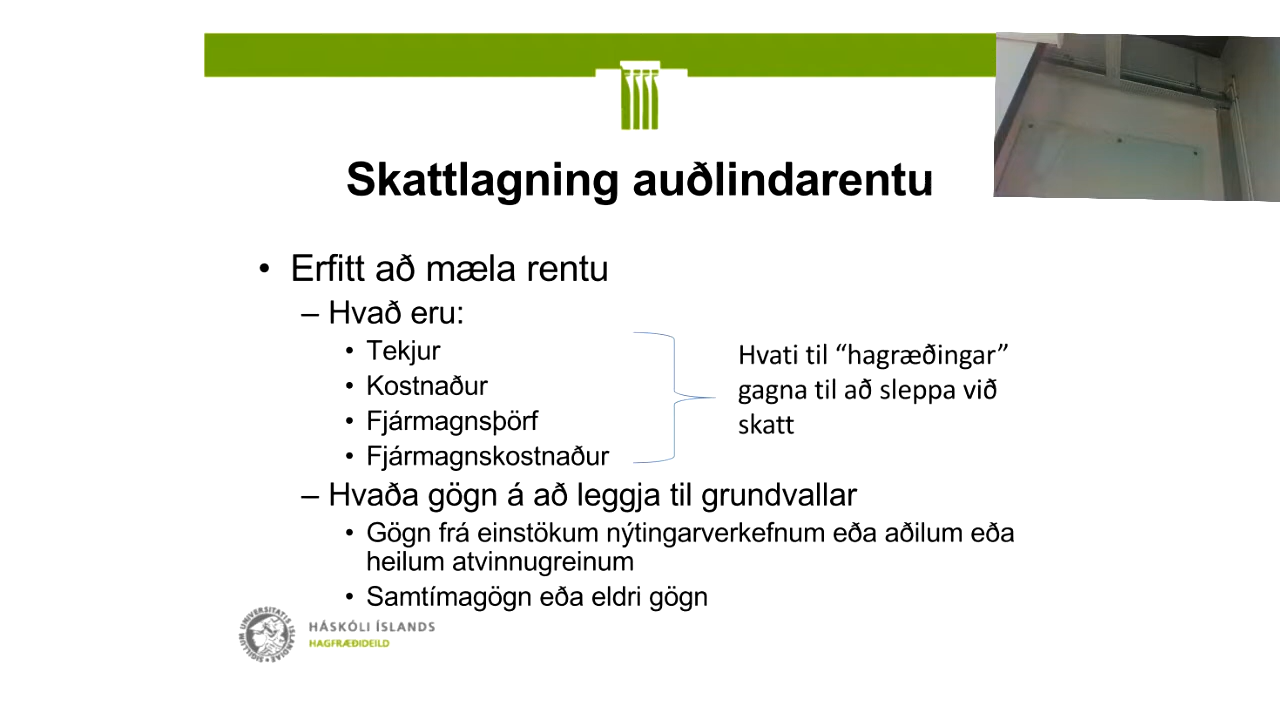 Skattlagning auðlindarentu
• Erfitt að mæla rentu
– Hvað eru:
• Tekjur
• Kostnaður
• Fjármagnsþörf
• Fjármagnskostnaður
Hvati til “hagræðingar”
gagna til að sleppa við
skatt
– Hvaða gögn á að leggja til grundvallar
• Gögn frá einstökum nýtingarverkefnum eða aðilum eða
heilum atvinnugreinum
• Samtímagögn eða eldri gögn
HÁSKÓLI ÍSLANDS
HAGFRÆÐIDEILD